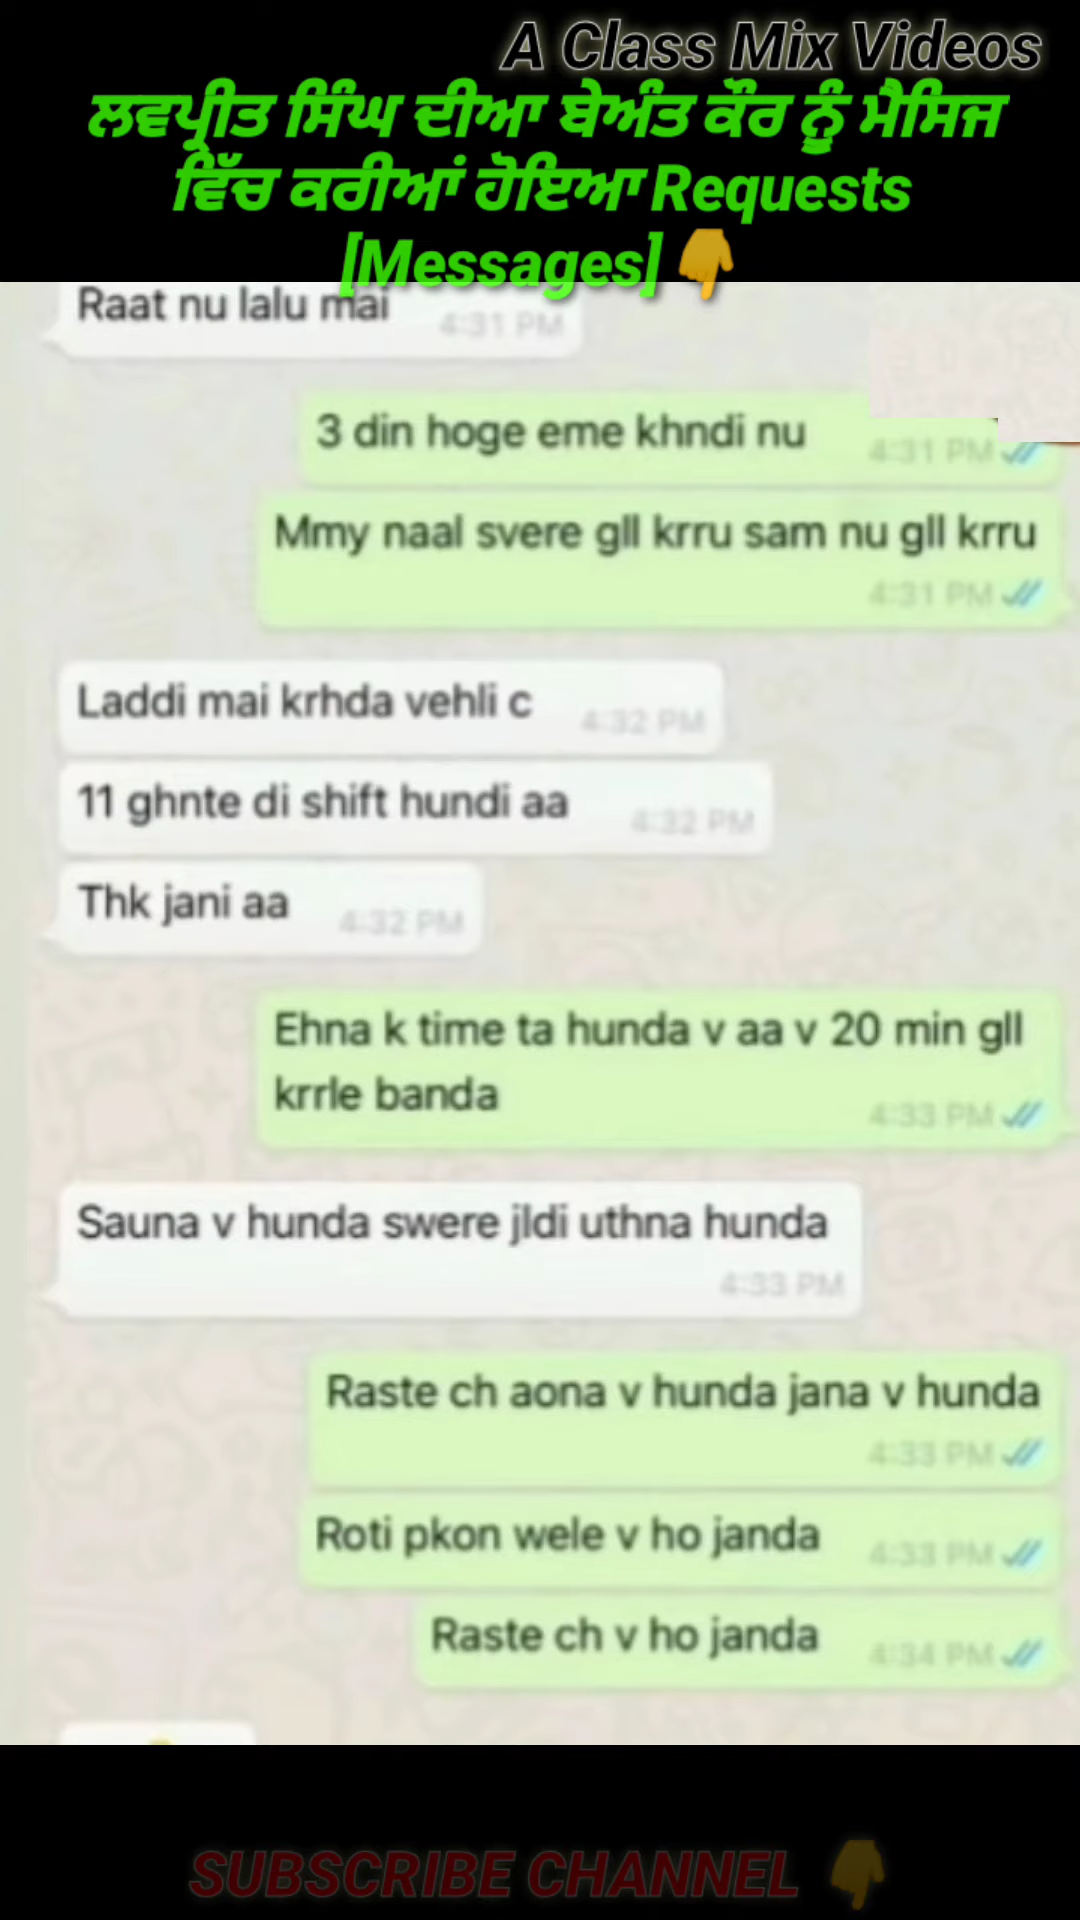 A Class Mix Videos
ਲਵਪ੍ਰੀਤ ਸਿੰਘ ਦੀਆ ਬੇਅੰਤ ਕੌਰ ਨੂੰ ਮੈਸਿਜ
ਵਿੱਚ ਕਰੀਆਂ ਹੋਇਆ Requests
[Messages] 👇
Raat nu lalu mai
4:31 PM
3 din hoge eme khndi nu
4:31 PM
Mmy naal svere gll krru sam nu gll krru
4:31 PM
Laddi mai krhda vehli c
4:32 PM
11 ghnte di shift hundi aa
4:32 PM
Thk jani aa
4:32 PM
Ehna k time ta hunda v aa v 20 min gll
krrle banda
4:33 PM
Sauna v hunda swere jldi uthna hunda
4:33 PM
Raste ch aona v hunda jana v hunda
4:33 PM
Roti pkon wele v ho janda
4:33 PM
Raste ch v ho janda
4:34 PM
SUBSCRIBE CHANNEL 👇